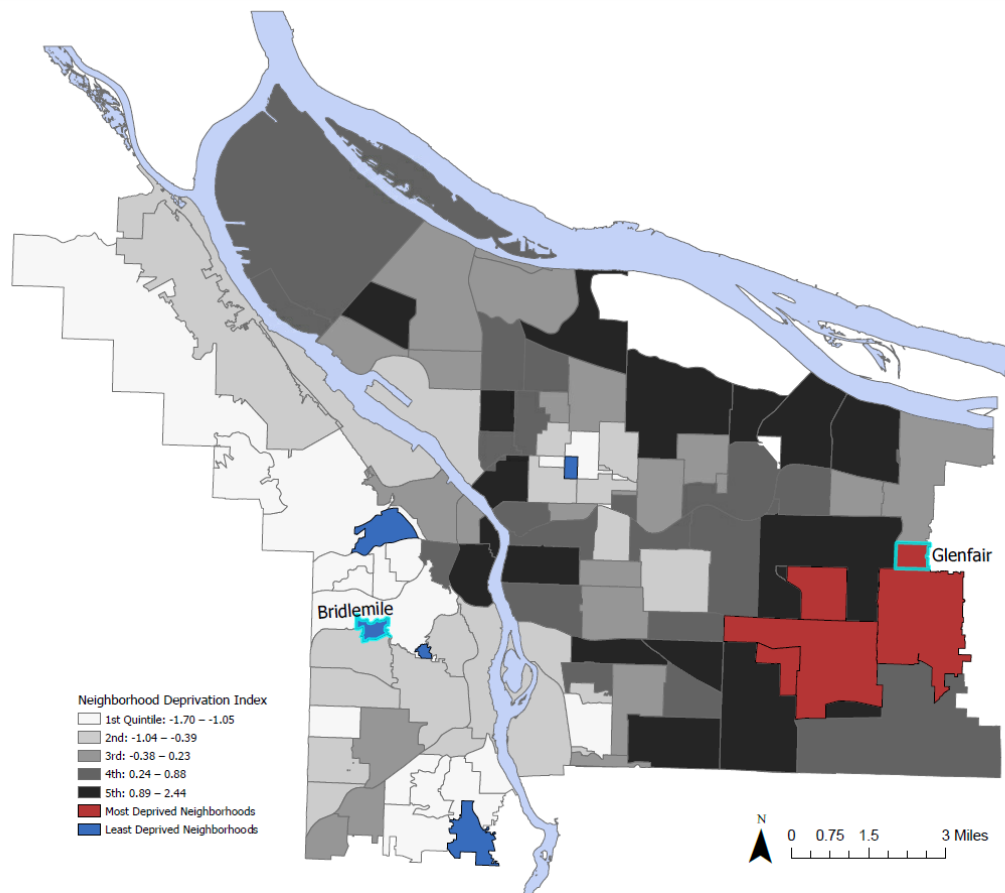 Glenfair
Bridlemile
Neighborhood Deprivation Index
1st Quintile: -1.70 – -1.05
2nd: -1.04 – -0.39
3rd: -0.38 – 0.23
4th: 0.24 – 0.88
5th: 0.89 – 2.44
Most Deprived Neighborhoods
Least Deprived Neighborhoods
N
0 0.75 1.5 3 Miles